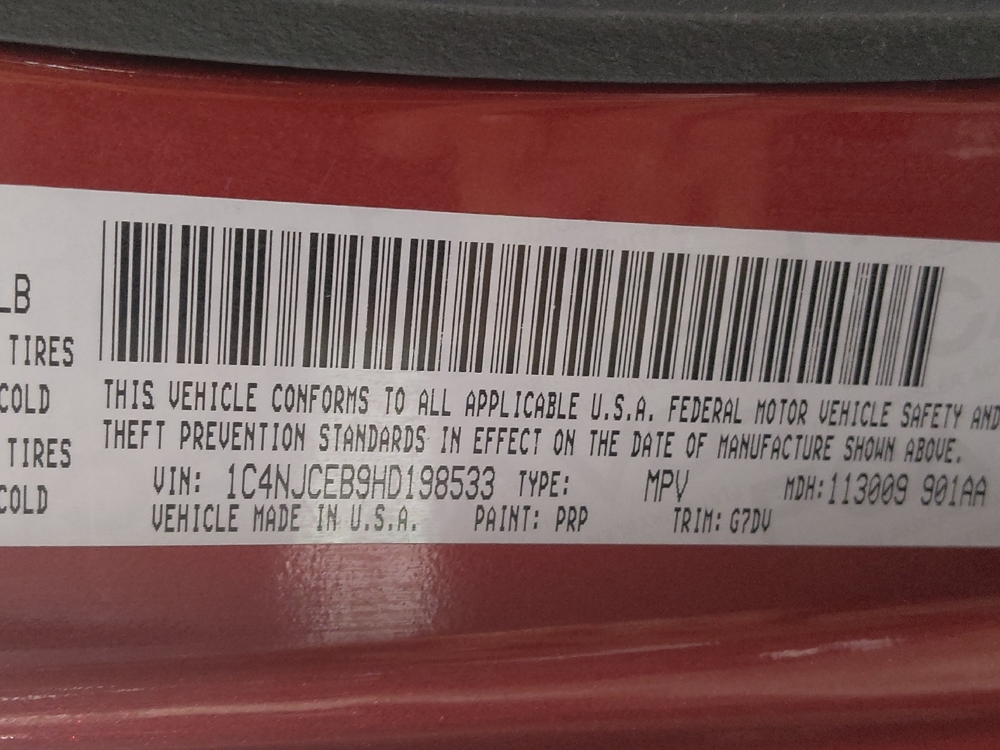 LB
TIRES
COLD
TIRES
COLD
THIS VEHICLE CONFORMS TO ALL APPLICABLE U.S.A. FEDERAL MOTOR VEHICLE SAFETY AND
THEFT PREVENTION STANDARDS IN EFFECT ON THE DATE OF MANUFACTURE SHOWN ABOVE.
VIN: 1C4NJCEB9HD198533 TYPE: MPV MDH: 113009 901AA
VEHICLE MADE IN U.S.A. PAINT: PRP TRIM: G7DV